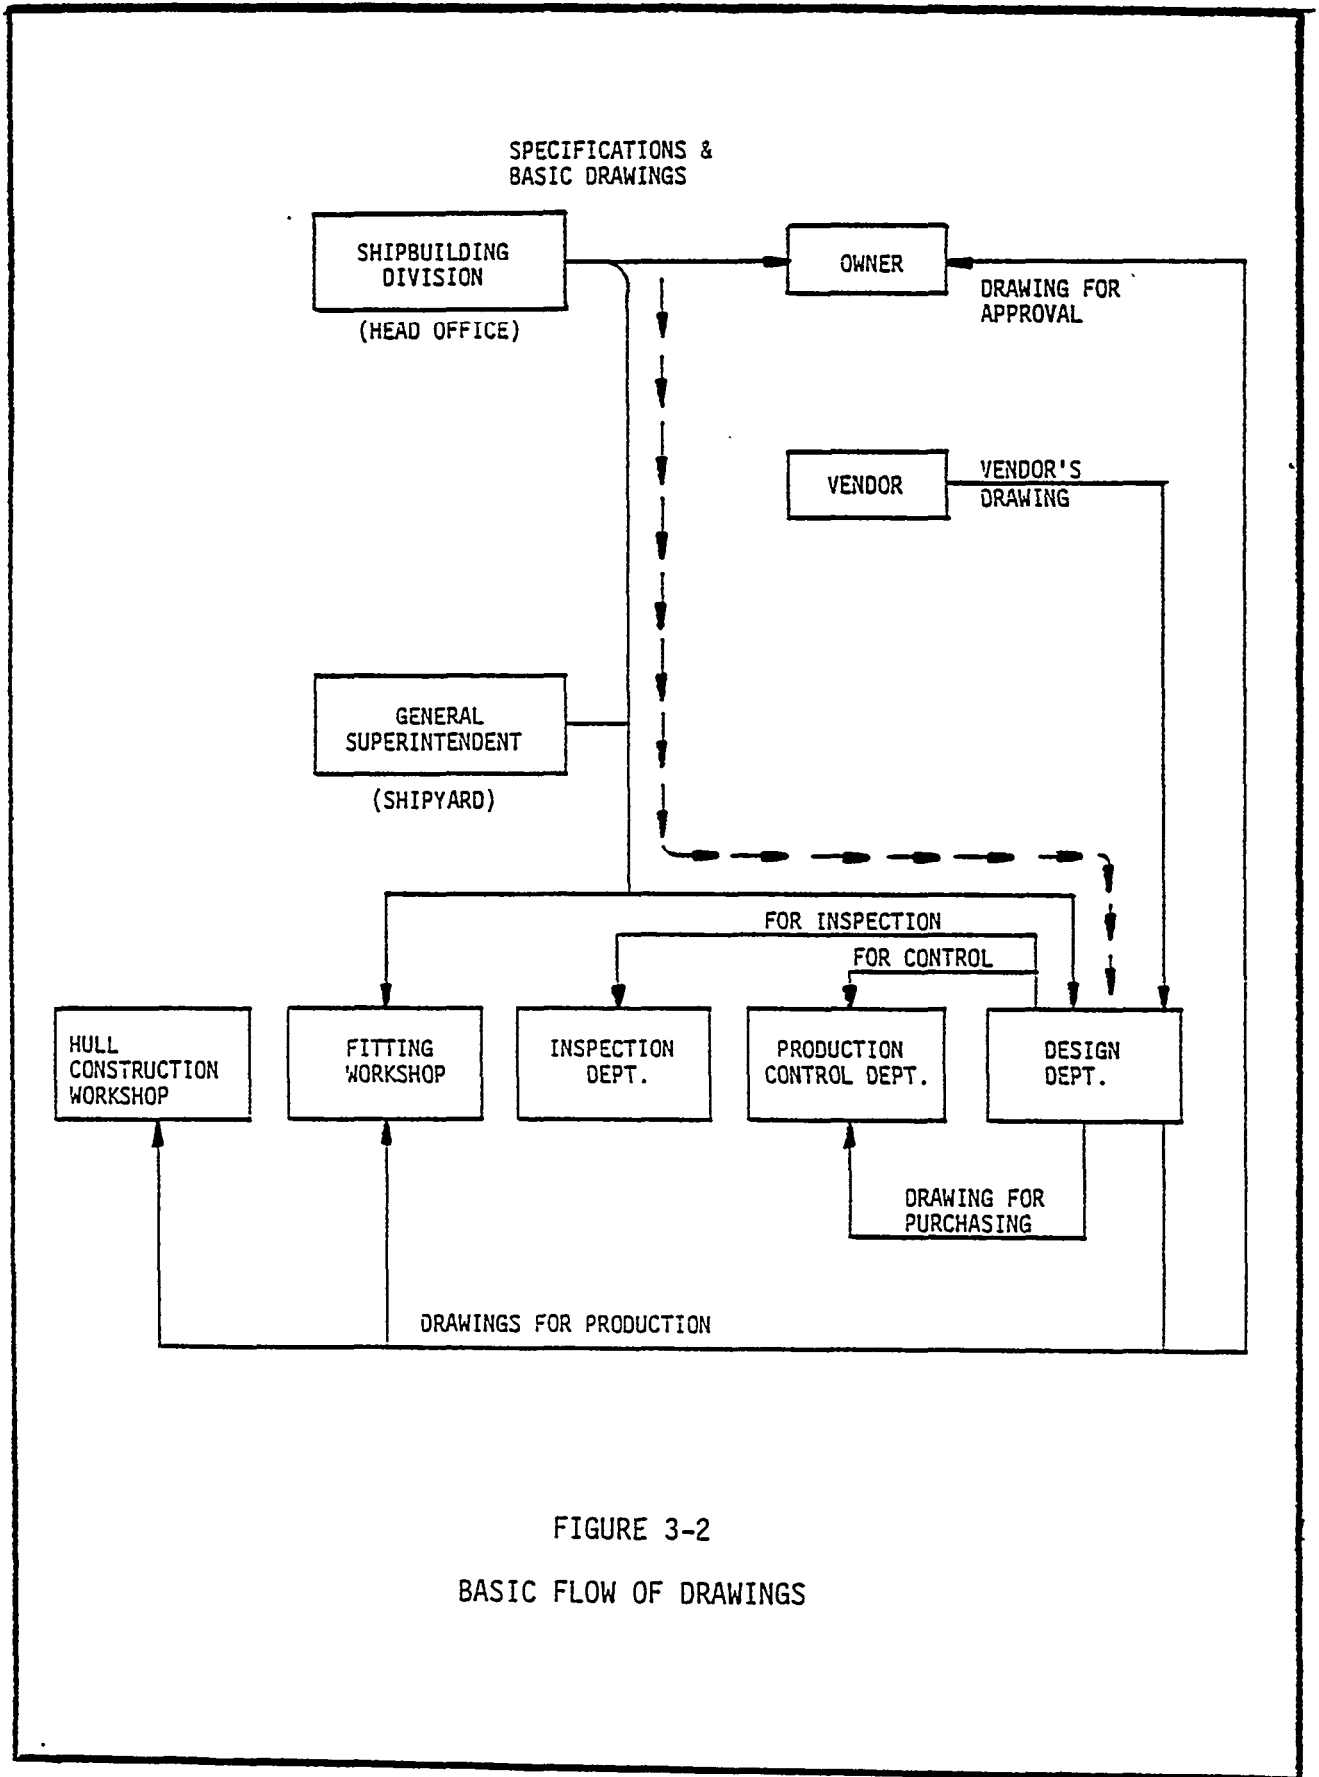 SPECIFICATIONS &
BASIC DRAWINGS
SHIPBUILDING
DIVISION
(HEAD OFFICE)
OWNER
DRAWING FOR
APPROVAL
VENDOR
VENDOR'S
DRAWING
GENERAL
SUPERINTENDENT
(SHIPYARD)
FOR INSPECTION
FOR CONTROL
HULL
CONSTRUCTION
WORKSHOP
FITTING
WORKSHOP
INSPECTION
DEPT.
PRODUCTION
CONTROL DEPT.
DESIGN
DEPT.
DRAWING FOR
PURCHASING
DRAWINGS FOR PRODUCTION
FIGURE 3-2
BASIC FLOW OF DRAWINGS